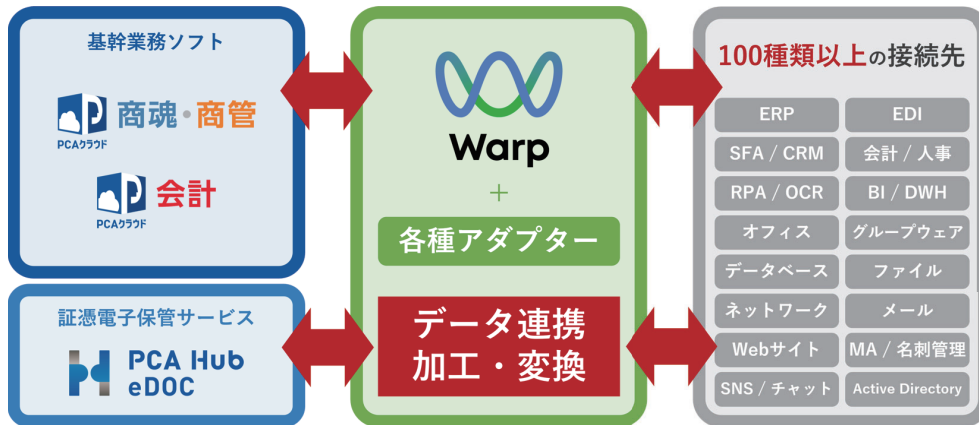 基幹業務ソフト
商魂・商管
PCAクラウド
会計
PCAクラウド
証憑電子保管サービス
PCA Hub
eDOC
Warp
+
各種アダプター
データ連携
加工・変換
100種類以上の接続先
ERP
EDI
SFA / CRM
会計 / 人事
RPA / OCR
BI / DWH
オフィス
グループウェア
データベース
ファイル
ネットワーク
メール
Webサイト
MA / 名刺管理
SNS / チャット
Active Directory